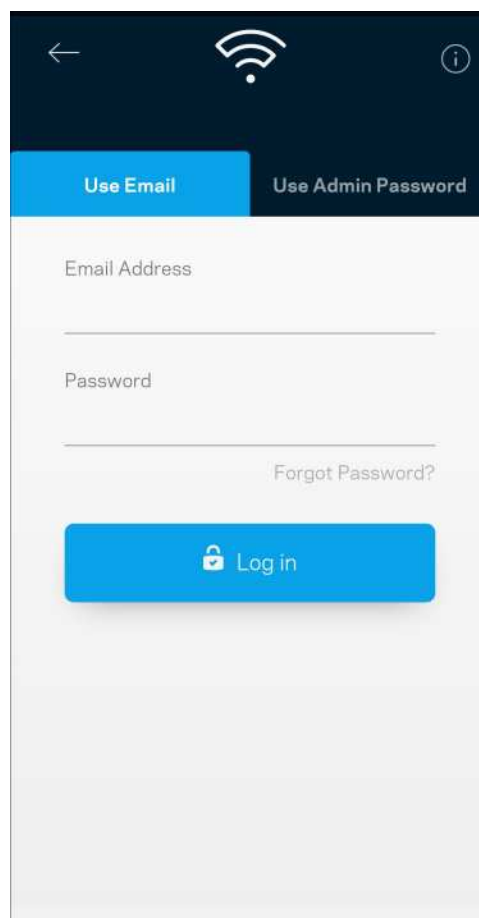 Use Email
Use Admin Password
Email Address
Password
Forgot Password?
Log in